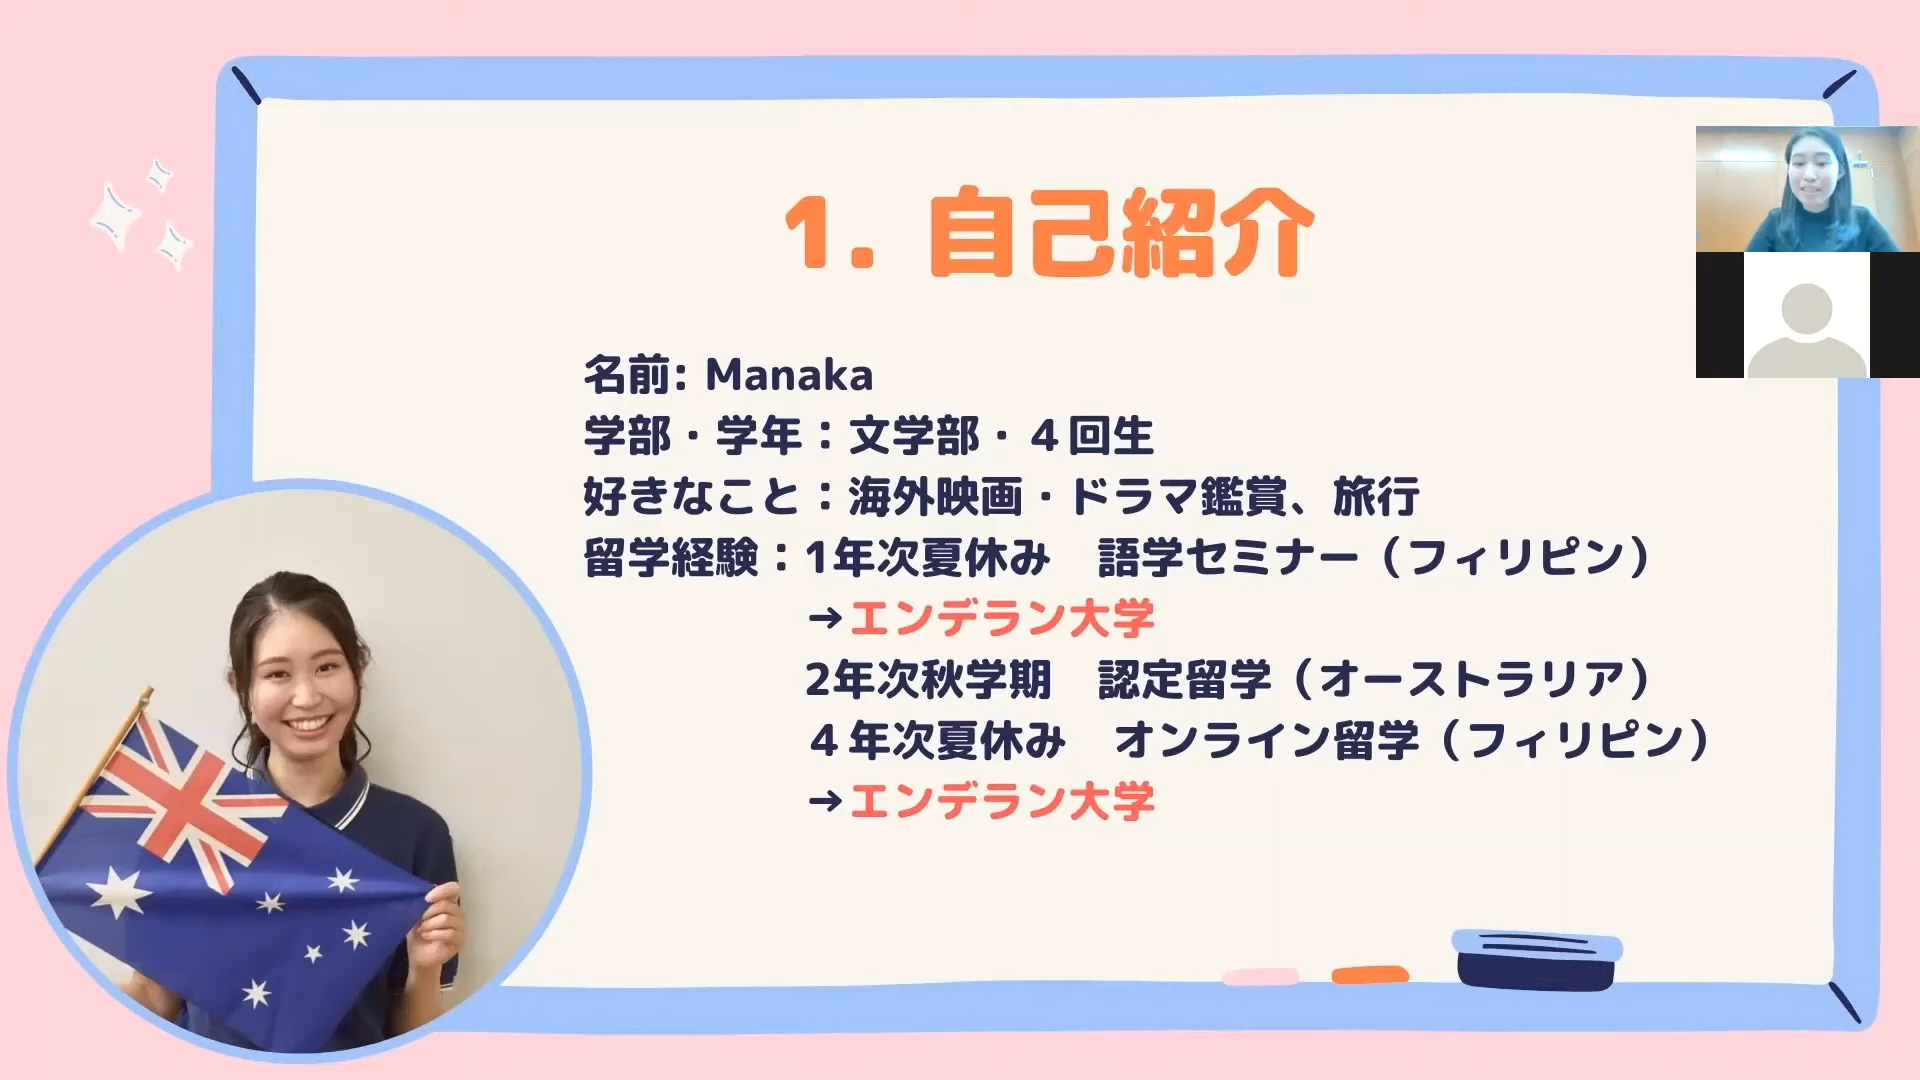 1. 自己紹介
名前: Manaka
学部・学年：文学部・４回生
好きなこと：海外映画・ドラマ鑑賞、旅行
留学経験：1年次夏休み　語学セミナー（フィリピン）
→エンデラン大学
2年次秋学期　認定留学（オーストラリア）
４年次夏休み　オンライン留学（フィリピン）
→エンデラン大学